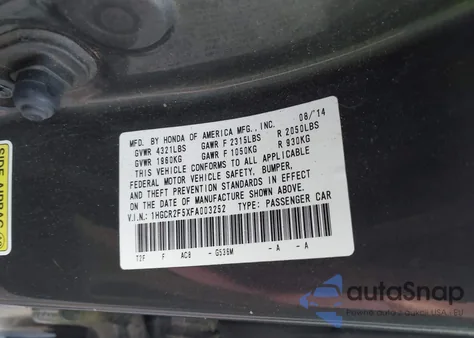 MFD. BY HONDA OF AMERICA MFG., INC. 08/14
GVWR 4321LBS GAWR F 2315LBS R 2050LBS
GVWR 1960KG GAWR F 1050KG R 930KG
THIS VEHICLE CONFORMS TO ALL APPLICABLE
FEDERAL MOTOR VEHICLE SAFETY, BUMPER,
AND THEFT PREVENTION STANDARDS IN EFFECT
ON THE DATE OF MANUFACTURE SHOWN ABOVE.
V.I.N.: 1HGCR2F5XFA003252 TYPE: PASSENGER CAR
T2F F AC8 - G536M - A - A
SIDE AIRBAG
autoSnap